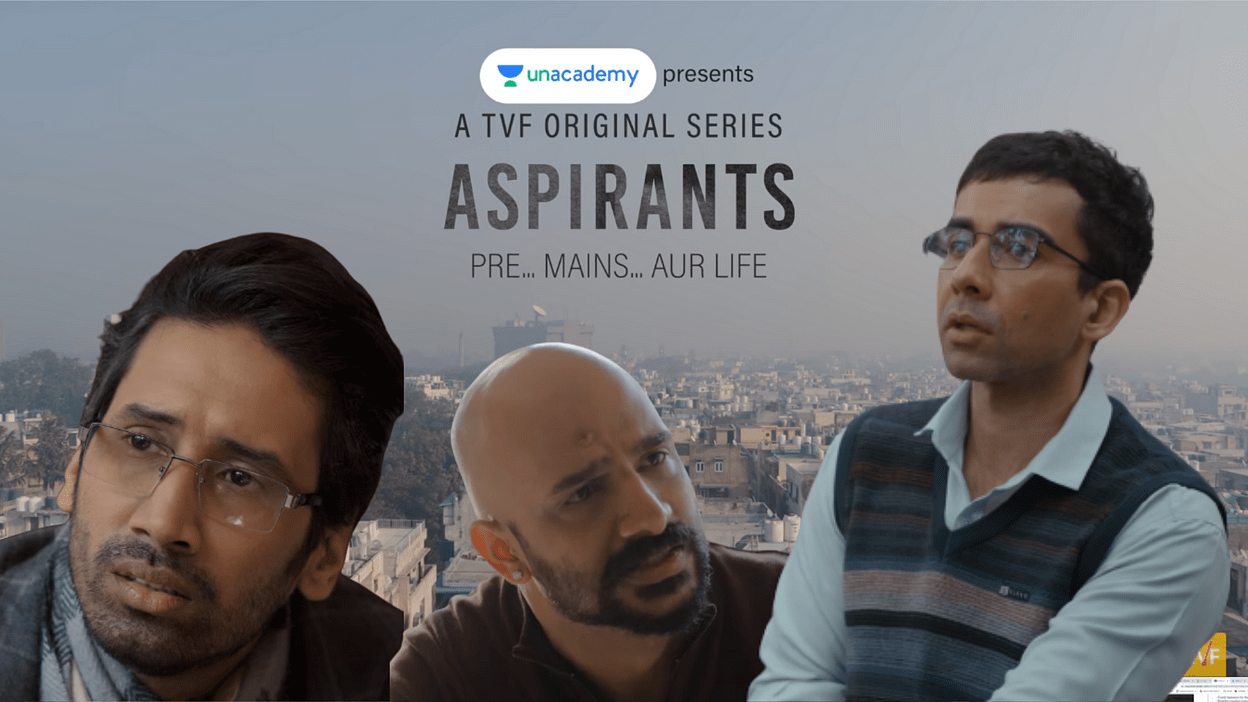 unacademy presents
A TVF ORIGINAL SERIES
ASPIRANTS
PRE... MAINS... AUR LIFE